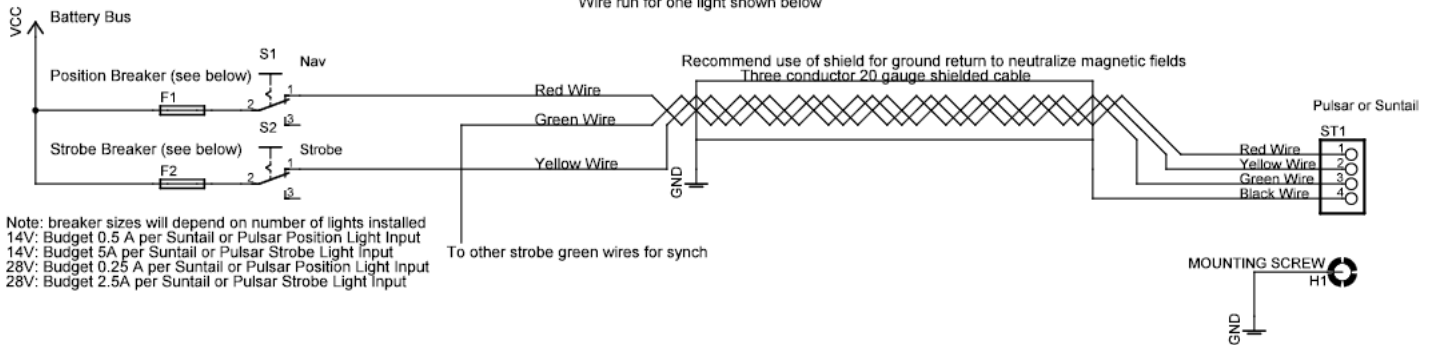 Wire run for one light shown below
VCC
Battery Bus
S1
Nav
Position Breaker (see below)
F1
2
1
3
S2
Strobe Breaker (see below)
Strobe
F2
2
1
3
Red Wire
Green Wire
Yellow Wire
Recommend use of shield for ground return to neutralize magnetic fields
Three conductor 20 gauge shielded cable
GND
Pulsar or Suntail
ST1
Red Wire 1
Yellow Wire 2
Green Wire 3
Black Wire 4
Note: breaker sizes will depend on number of lights installed
14V: Budget 0.5 A per Suntail or Pulsar Position Light Input
14V: Budget 5A per Suntail or Pulsar Strobe Light Input
28V: Budget 0.25 A per Suntail or Pulsar Position Light Input
28V: Budget 2.5A per Suntail or Pulsar Strobe Light Input
To other strobe green wires for synch
MOUNTING SCREW
H1
GND